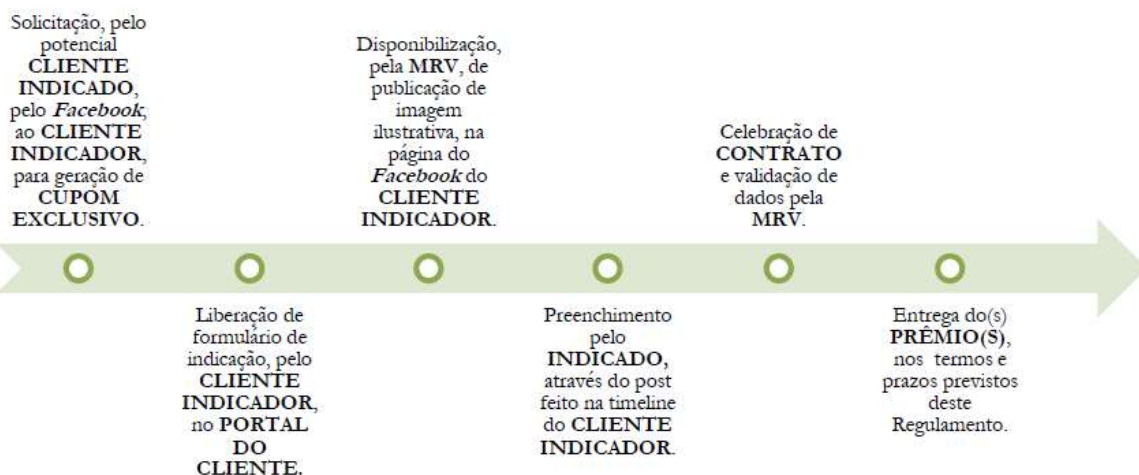 Solicitação, pelo
potencial
CLIENTE
INDICADO,
pelo Facebook,
ao CLIENTE
INDICADOR,
para geração de
CUPOM
EXCLUSIVO.
Liberação de
formulário de
indicação, pelo
CLIENTE
INDICADOR,
no PORTAL
DO
CLIENTE.
Disponibilização,
pela MRV, de
publicação de
imagem
ilustrativa, na
página do
Facebook do
CLIENTE
INDICADOR.
Preenchimento
pelo
INDICADO,
através do post
feito na timeline
do CLIENTE
INDICADOR.
Celebração de
CONTRATO
e validação de
dados pela
MRV.
Entrega do(s)
PRÊMIO(S),
nos termos e
prazos previstos
deste
Regulamento.